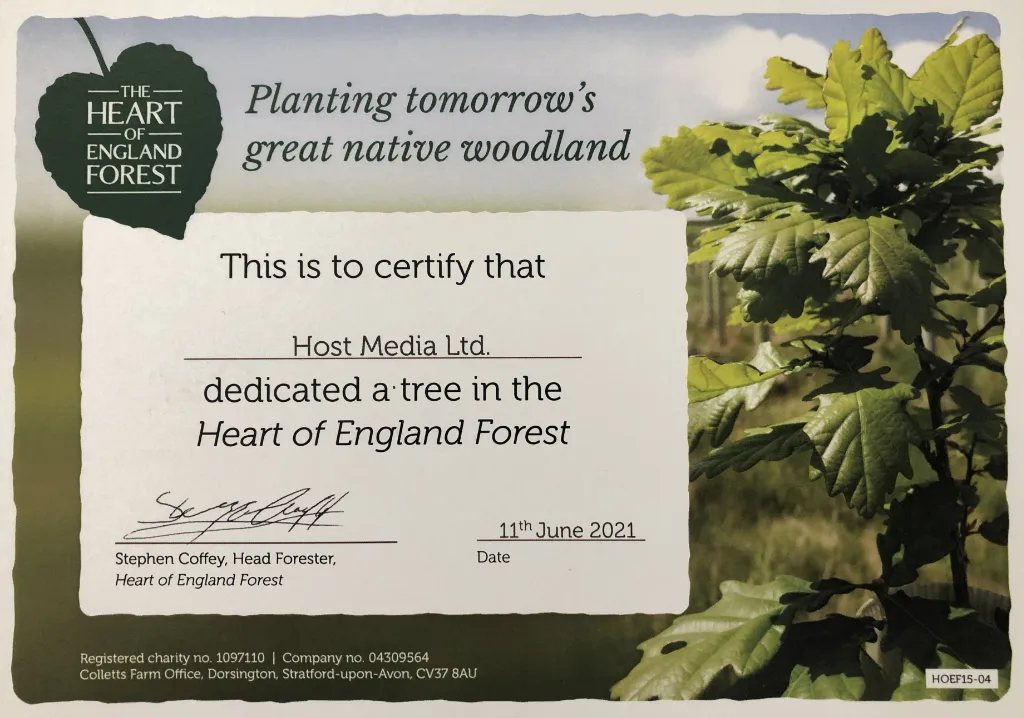 THE
HEART
OF
ENGLAND
FOREST
Planting tomorrow's
great native woodland
This is to certify that
Host Media Ltd.
dedicated a tree in the
Heart of England Forest
Stephen Coffey, Head Forester,
Heart of England Forest
11th June 2021
Date
Registered charity no. 1097110 | Company no. 04309564
Colletts Farm Office, Dorsington, Stratford-upon-Avon, CV37 8AU
HOEF15-04